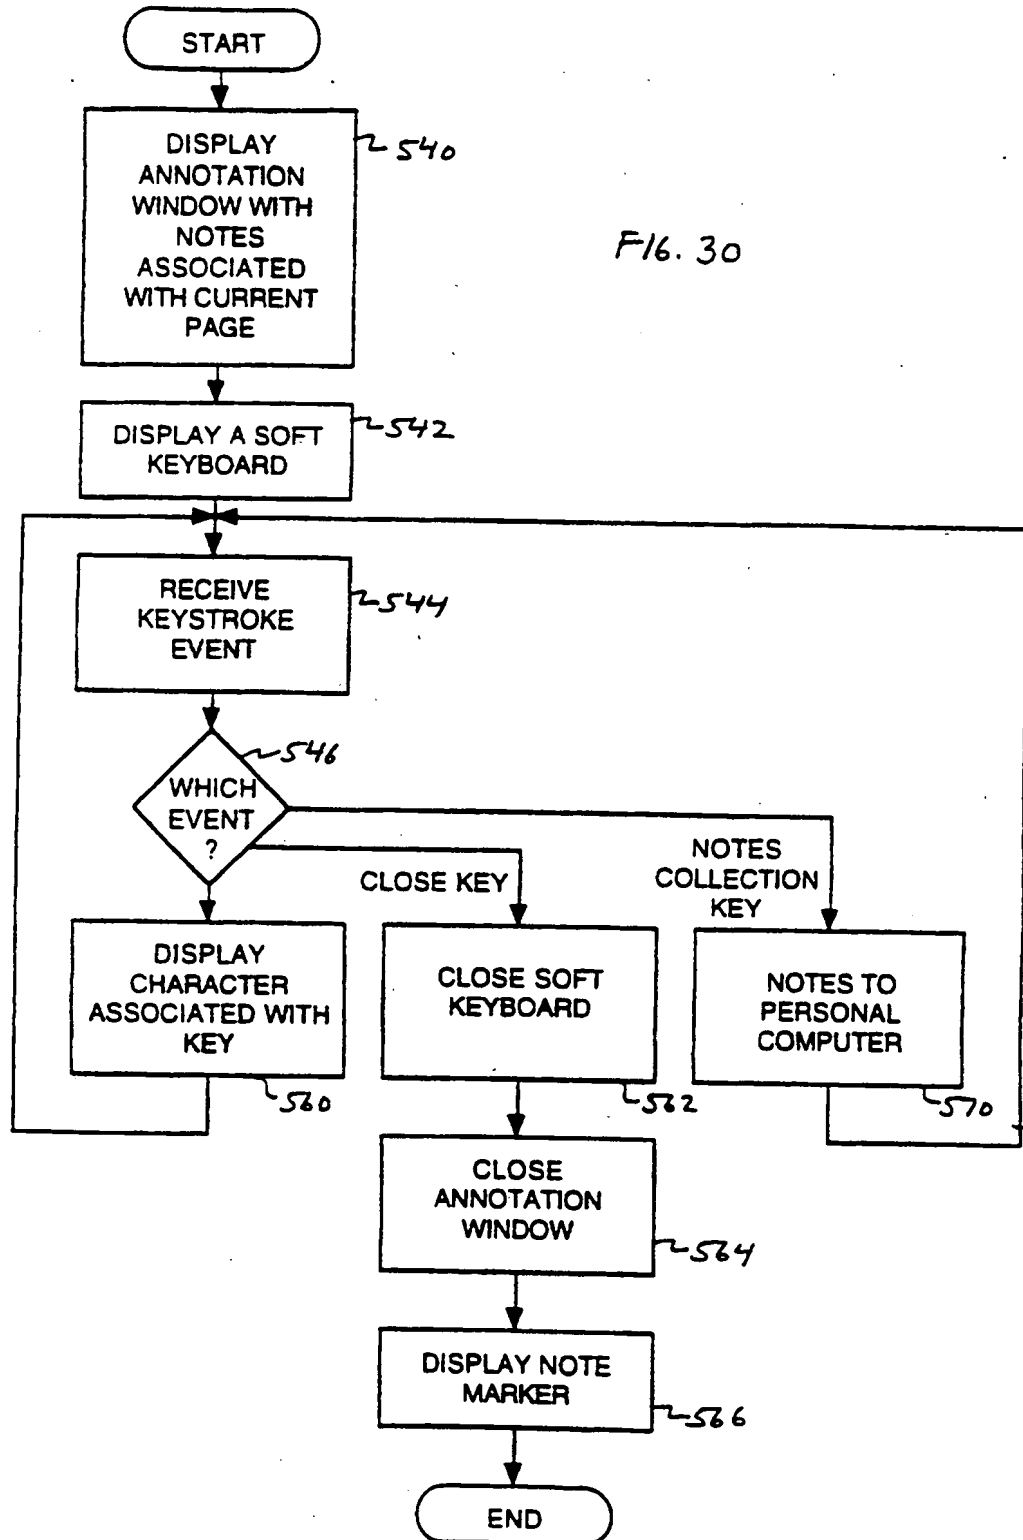 START
DISPLAY
ANNOTATION
WINDOW WITH
NOTES
ASSOCIATED
WITH CURRENT
PAGE
540
FIG. 30
DISPLAY A SOFT
KEYBOARD
542
RECEIVE
KEYSTROKE
EVENT
544
546
WHICH
EVENT
?
CLOSE KEY
NOTES
COLLECTION
KEY
DISPLAY
CHARACTER
ASSOCIATED WITH
KEY
560
CLOSE SOFT
KEYBOARD
562
NOTES TO
PERSONAL
COMPUTER
570
CLOSE
ANNOTATION
WINDOW
564
DISPLAY NOTE
MARKER
566
END